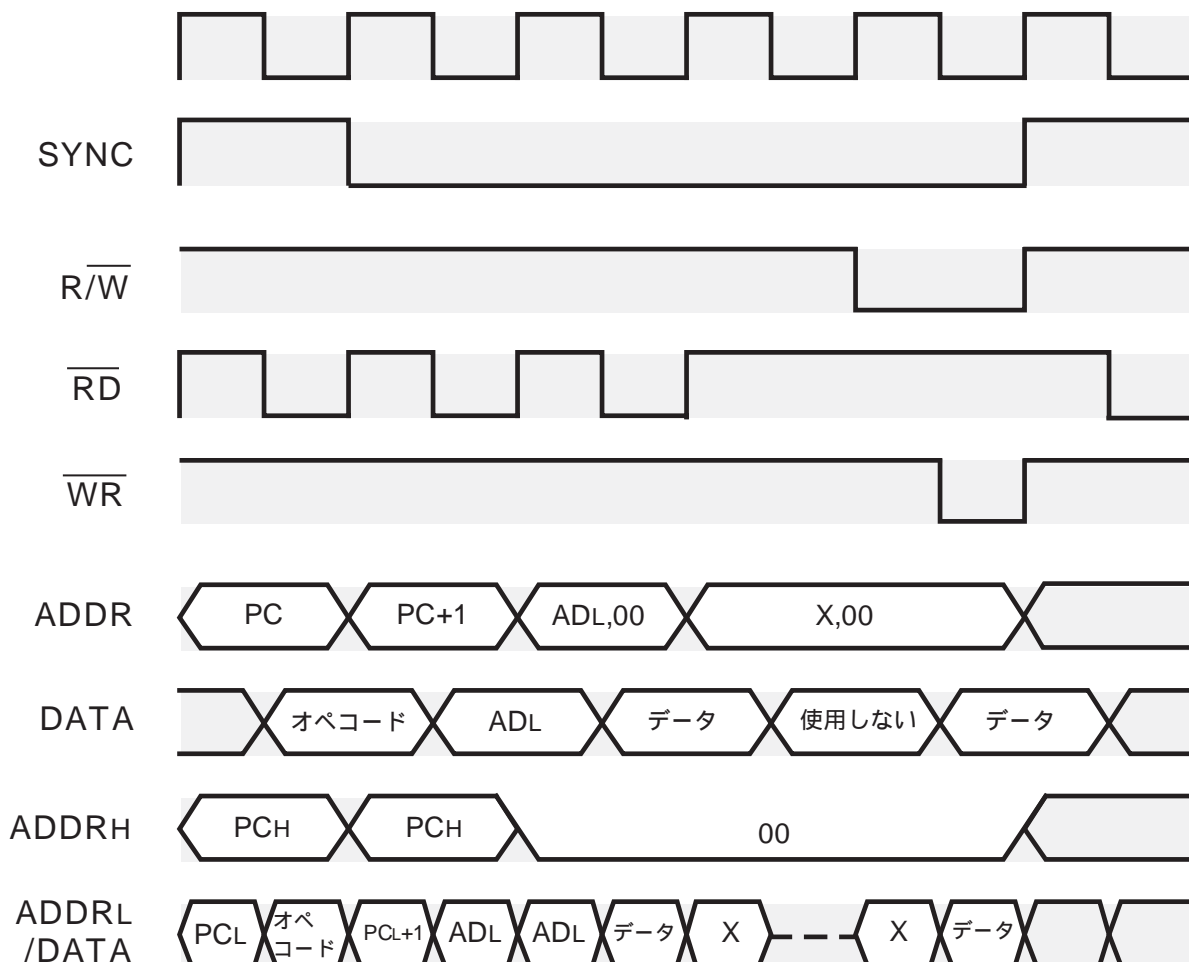 SYNC
R/W
RD
WR
ADDR PC PC+1 ADL,00 X,00
DATA オペコード ADL データ 使用しない データ
ADDRH PCH PCH 00
ADDRL
/DATA
PCL オペ
コード PCL+1 ADL ADL データ X X データ